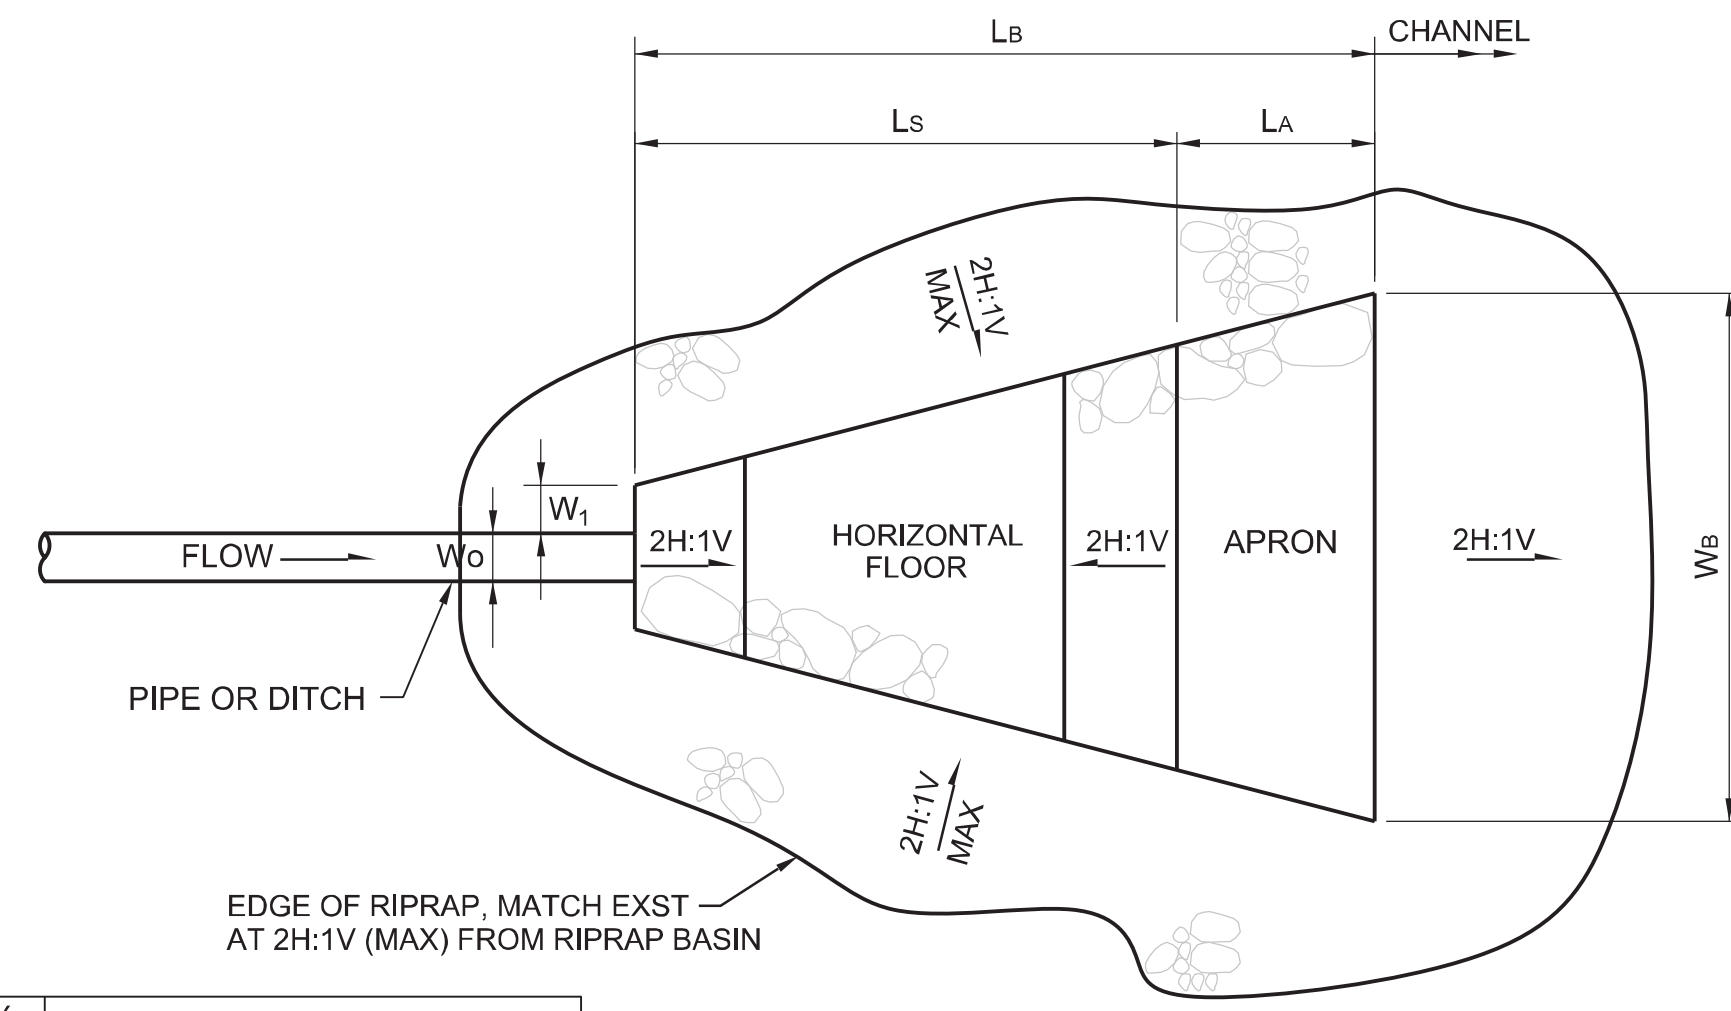 LB
CHANNEL
LS
LA
2H:1V
MAX
W1
FLOW
Wo
2H:1V
HORIZONTAL
FLOOR
2H:1V
APRON
2H:1V
WB
PIPE OR DITCH
2H:1V
MAX
EDGE OF RIPRAP, MATCH EXST
AT 2H:1V (MAX) FROM RIPRAP BASIN